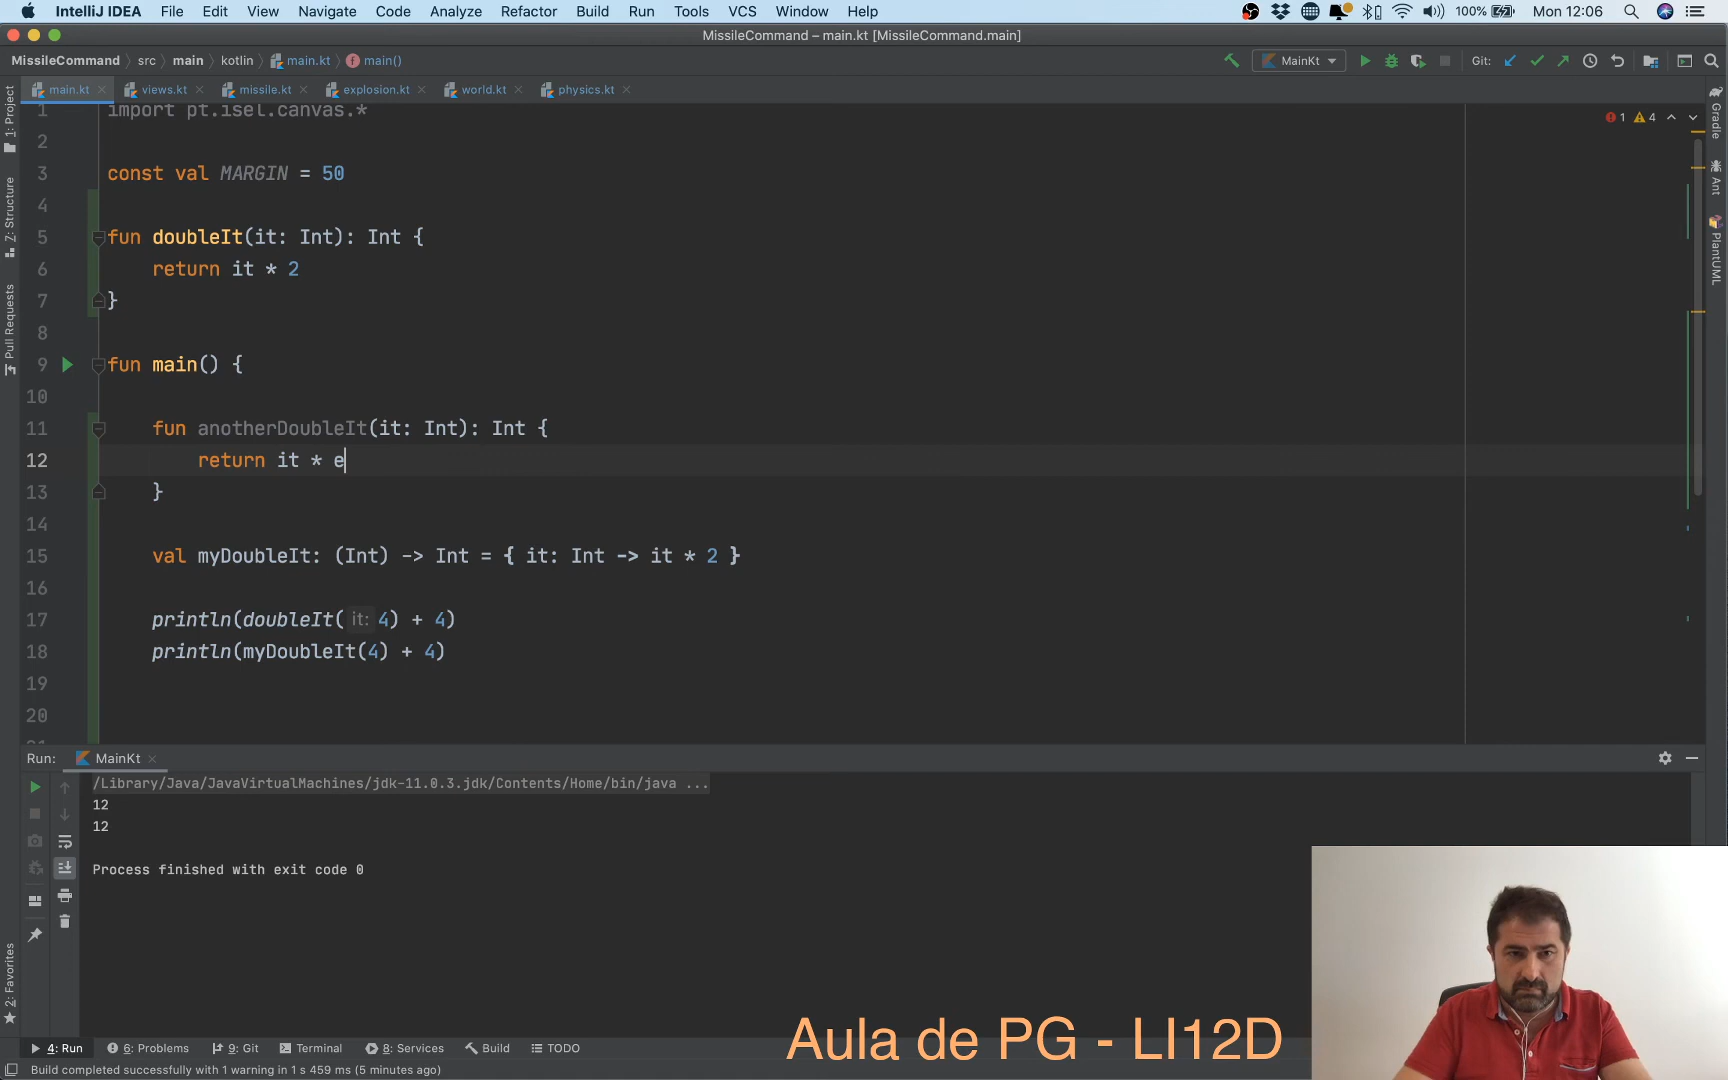 IntelliJ IDEA File Edit View Navigate Code Analyze Refactor Build Run Tools VCS Window Help 100% Mon 12:06
MissileCommand – main.kt [MissileCommand.main]
MissileCommand src main kotlin main.kt main() MainKt Git:
main.kt views.kt missile.kt explosion.kt world.kt physics.kt
1 import pt.isel.canvas.*
1 4
2
3 const val MARGIN = 50
4
5 fun doubleIt(it: Int): Int {
6 return it * 2
7 }
8
9 fun main() {
10
11 fun anotherDoubleIt(it: Int): Int {
12 return it * e
13 }
14
15 val myDoubleIt: (Int) -> Int = { it: Int -> it * 2 }
16
17 println(doubleIt( it: 4) + 4)
18 println(myDoubleIt(4) + 4)
19
20
21
1: Project
7: Structure
Pull Requests
2: Favorites
Gradle
Ant
PlantUML
Run: MainKt
/Library/Java/JavaVirtualMachines/jdk-11.0.3.jdk/Contents/Home/bin/java ...
12
12
Process finished with exit code 0
Aula de PG - LI12D
4: Run 6: Problems 9: Git Terminal 8: Services Build TODO
Build completed successfully with 1 warning in 1 s 459 ms (5 minutes ago)